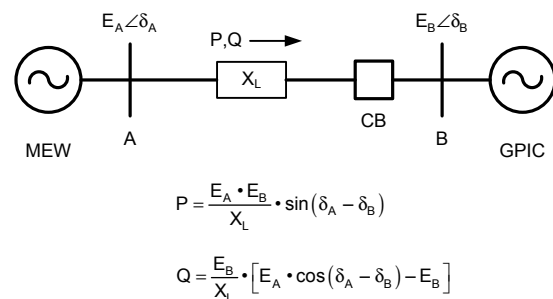 E_A∠δ_A E_B∠δ_B
P,Q
X_L
CB
MEW A B GPIC
P = (E_A • E_B)/X_L • sin(δ_A − δ_B)
Q = E_B/X_L • [E_A • cos(δ_A − δ_B) − E_B]